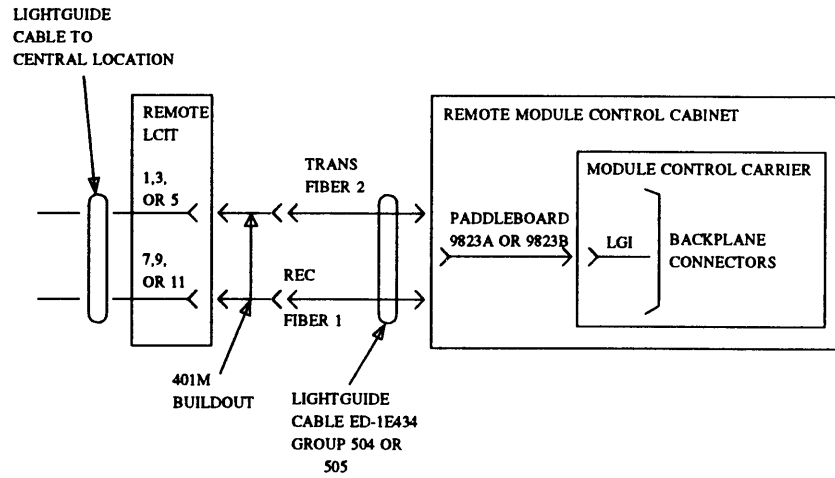 LIGHTGUIDE
CABLE TO
CENTRAL LOCATION
REMOTE
LCIT
1,3,
OR 5
7,9,
OR 11
TRANS
FIBER 2
REC
FIBER 1
401M
BUILDOUT
LIGHTGUIDE
CABLE ED-1E434
GROUP 504 OR
505
REMOTE MODULE CONTROL CABINET
MODULE CONTROL CARRIER
PADDLEBOARD
9823A OR 9823B
LGI
BACKPLANE
CONNECTORS